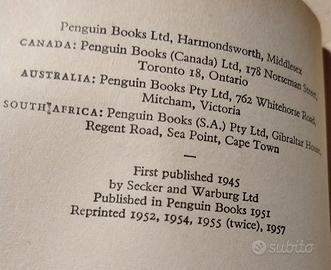 Penguin Books Ltd, Harmondsworth, Middlesex
CANADA: Penguin Books (Canada) Ltd, 178 Norseman Street,
Toronto 18, Ontario
AUSTRALIA: Penguin Books Pty Ltd, 762 Whitehorse Road,
Mitcham, Victoria
SOUTH AFRICA: Penguin Books (S.A.) Pty Ltd, Gibraltar House,
Regent Road, Sea Point, Cape Town
—
First published 1945
by Secker and Warburg Ltd
Published in Penguin Books 1951
Reprinted 1952, 1954, 1955 (twice), 1957
subito